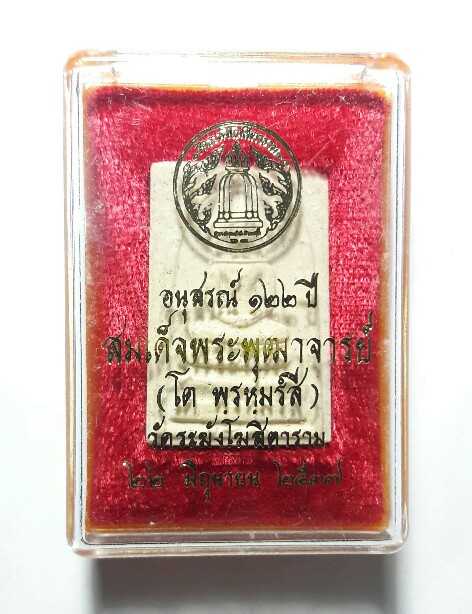 อนุสรณ์ ๑๒๒ ปี
สมเด็จพระพุฒาจารย์
(โต พฺรหฺมรํสี)
วัดระฆังโฆสิตาราม
๒๒ มิถุนายน ๒๕๓๗